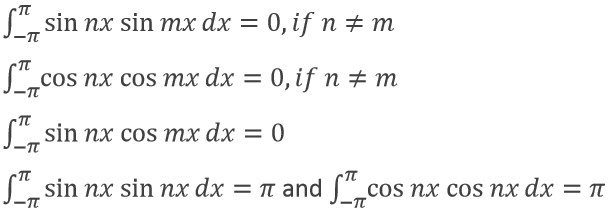 ∫_{-π}^{π} sin nx sin mx dx = 0, if n ≠ m
∫_{-π}^{π} cos nx cos mx dx = 0, if n ≠ m
∫_{-π}^{π} sin nx cos mx dx = 0
∫_{-π}^{π} sin nx sin nx dx = π and ∫_{-π}^{π} cos nx cos nx dx = π